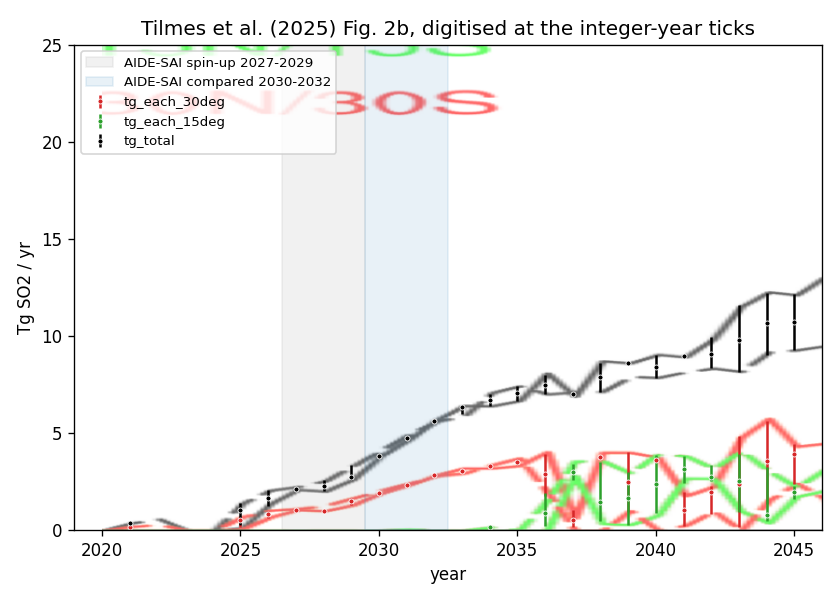 Tilmes et al. (2025) Fig. 2b, digitised at the integer-year ticks
AIDE-SAI spin-up 2027-2029
AIDE-SAI compared 2030-2032
tg_each_30deg
tg_each_15deg
tg_total
30N/30S
25
20
15
10
5
0
Tg SO2 / yr
2020 2025 2030 2035 2040 2045
year